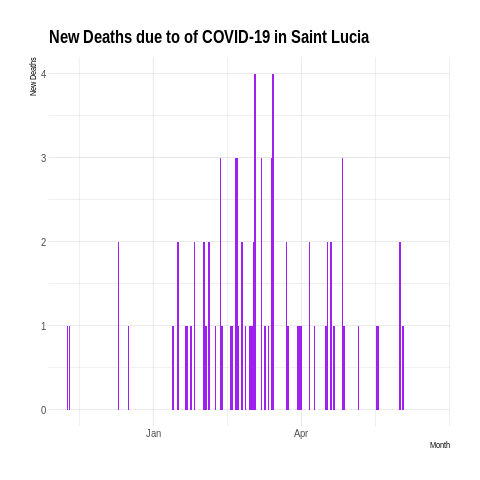 New Deaths due to of COVID-19 in Saint Lucia
New Deaths
4
3
2
1
0
Jan Apr
Month